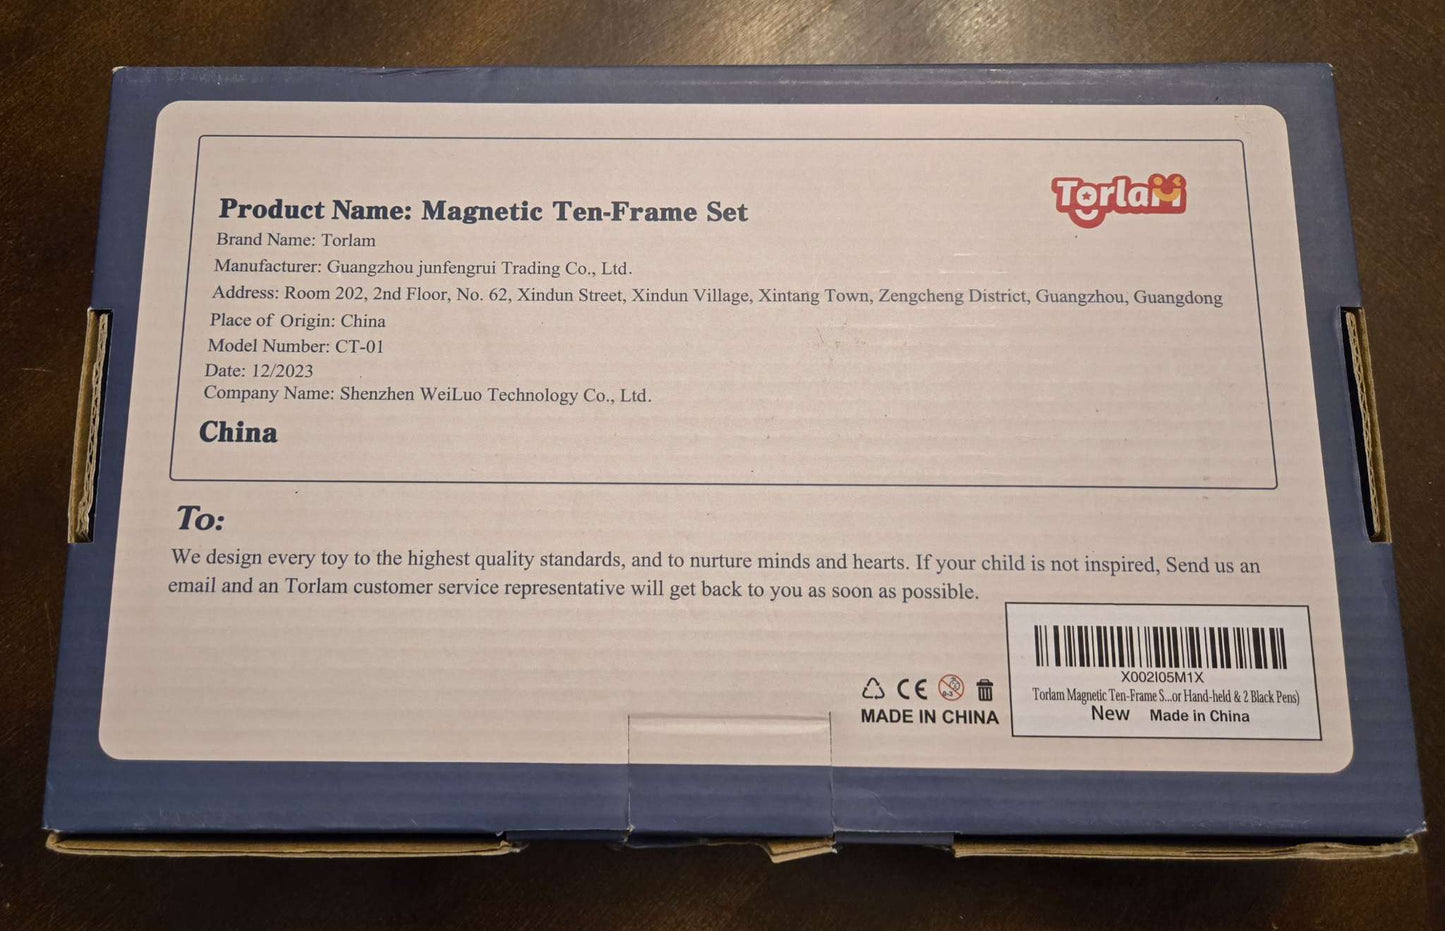 Torlam
Product Name: Magnetic Ten-Frame Set
Brand Name: Torlam
Manufacturer: Guangzhou junfengrui Trading Co., Ltd.
Address: Room 202, 2nd Floor, No. 62, Xindun Street, Xindun Village, Xintang Town, Zengcheng District, Guangzhou, Guangdong
Place of Origin: China
Model Number: CT-01
Date: 12/2023
Company Name: Shenzhen WeiLuo Technology Co., Ltd.
China
To:
We design every toy to the highest quality standards, and to nurture minds and hearts. If your child is not inspired, Send us an
email and an Torlam customer service representative will get back to you as soon as possible.
CE 0-3
MADE IN CHINA
X002I05M1X
Torlam Magnetic Ten-Frame S...or Hand-held & 2 Black Pens)
New Made in China